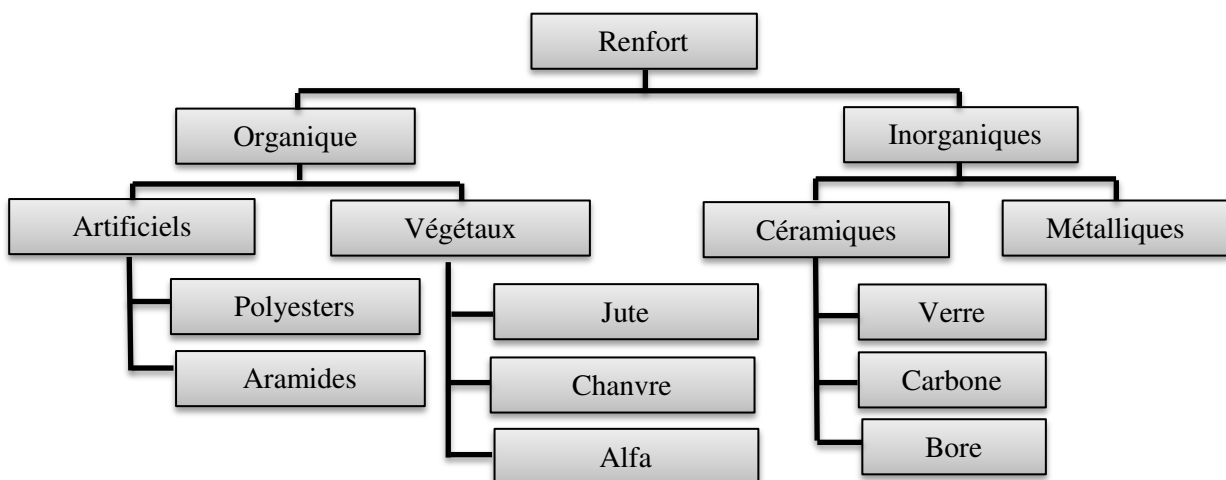 Renfort
Organique
Inorganiques
Artificiels
Végétaux
Céramiques
Métalliques
Polyesters
Jute
Verre
Aramides
Chanvre
Carbone
Alfa
Bore